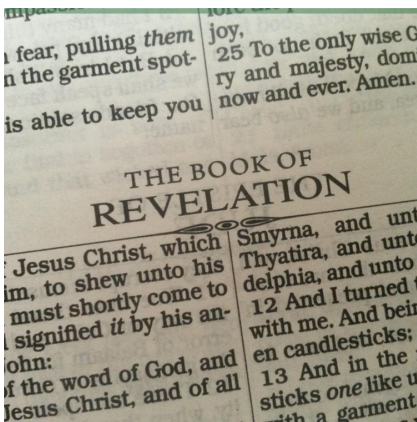 fear, pulling them
the garment spot-
is able to keep you
joy,
25 To the only wise
ry and majesty, dom
now and ever. Amen.
THE BOOK OF
REVELATION
Jesus Christ, which
im, to shew unto his
must shortly come to
signified it by his an-
ohn:
f the word of God, and
Jesus Christ, and of all
Smyrna, and unt
Thyatira, and unto
delphia, and unto
12 And I turned
with me. And bein
en candlesticks;
13 And in the
sticks one like u
with a garment